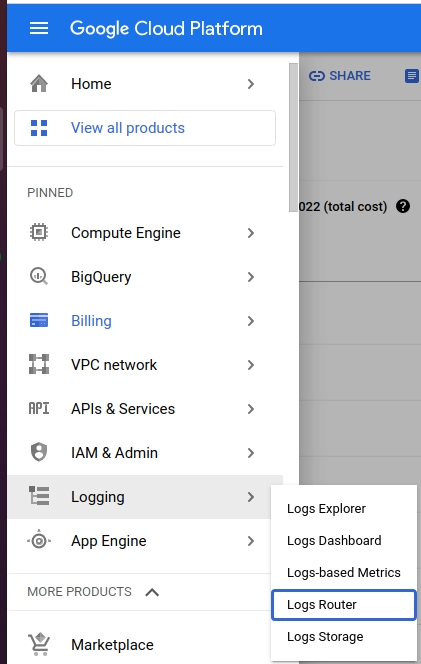 Google Cloud Platform
Home
SHARE
View all products
PINNED
022 (total cost)
Compute Engine
BigQuery
Billing
VPC network
API APIs & Services
IAM & Admin
Logging
Logs Explorer
App Engine
Logs Dashboard
Logs-based Metrics
MORE PRODUCTS
Logs Router
Logs Storage
Marketplace